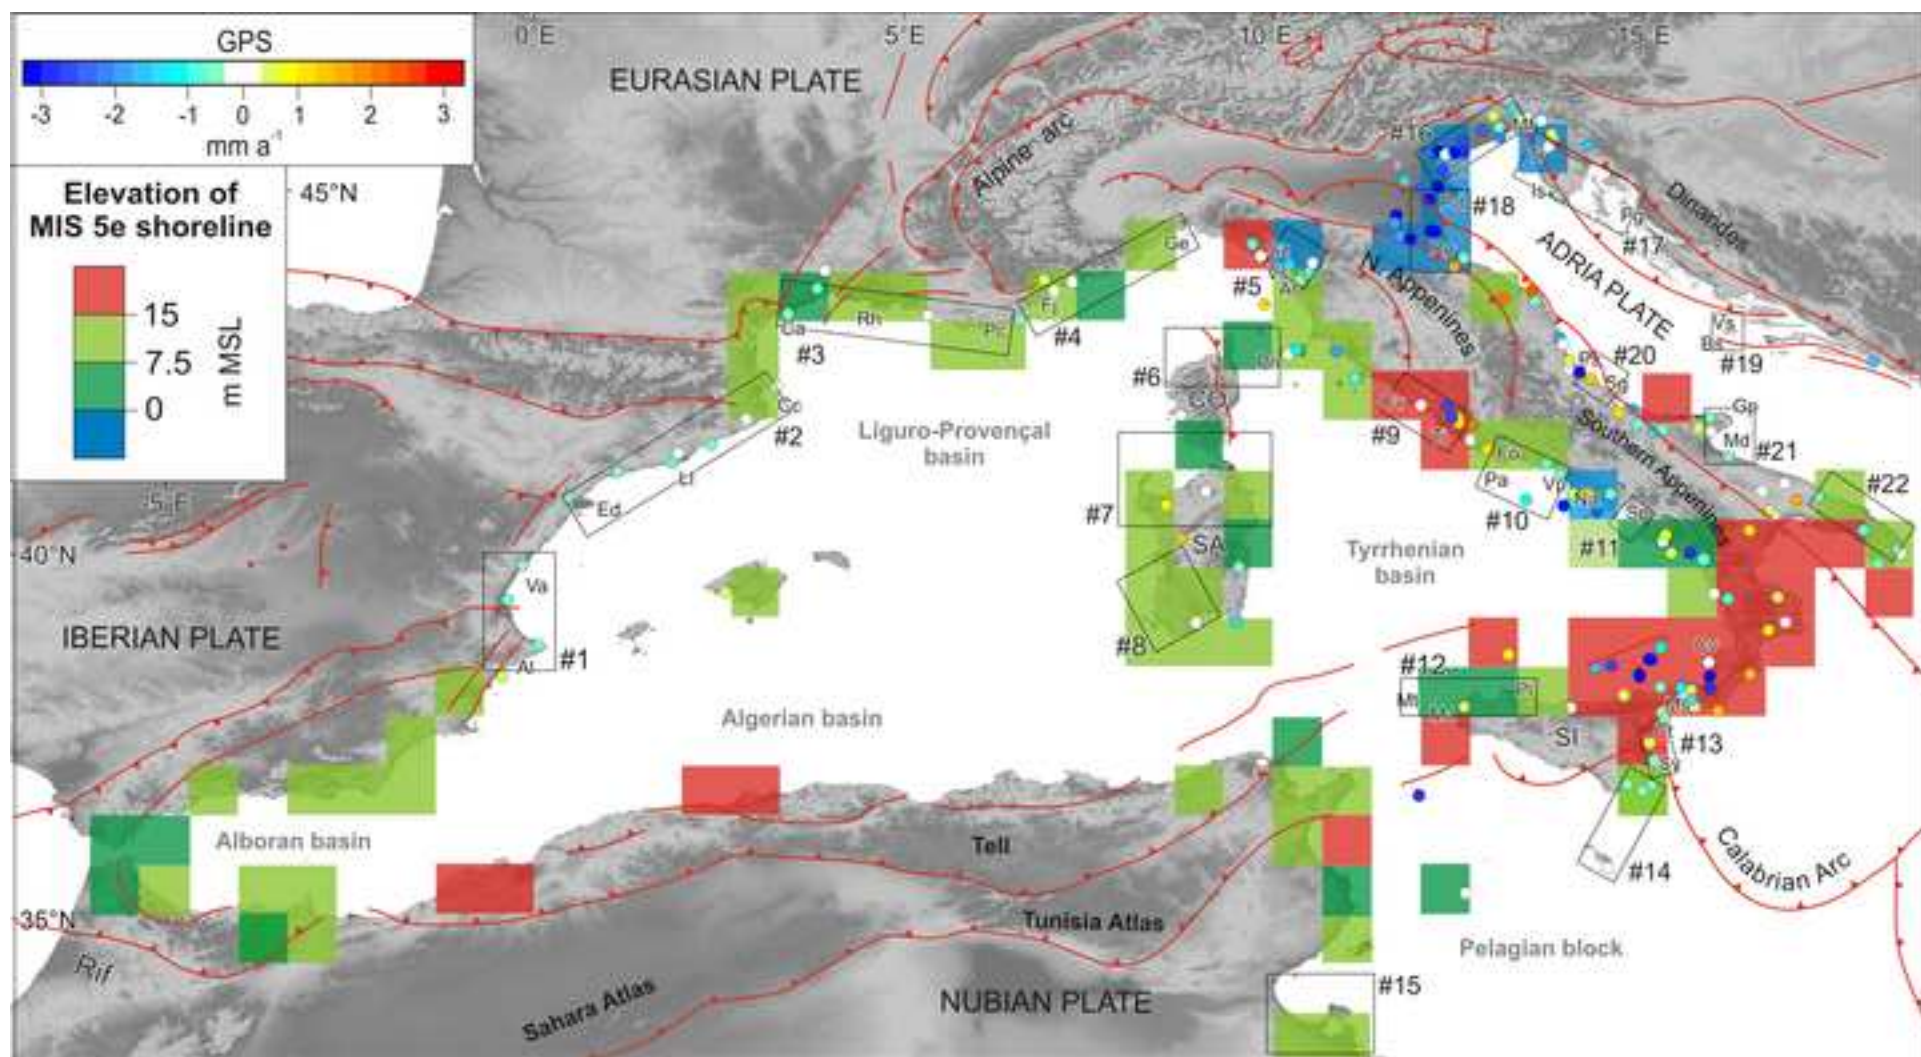 GPS
-3 -2 -1 0 1 2 3
mm a⁻¹
Elevation of
MIS 5e shoreline
15
7.5
0
m MSL
0°E
5°E
10°E
15°E
45°N
-5°E
40°N
35°N
EURASIAN PLATE
Alpine arc
Dinarides
ADRIA PLATE
N. Appenines
Southern Appenines
IBERIAN PLATE
NUBIAN PLATE
Liguro-Provençal
basin
Tyrrhenian
basin
Algerian basin
Alboran basin
Pelagian block
Calabrian Arc
Tell
Tunisia Atlas
Sahara Atlas
Rif
CO
SA
SI
#1
#2
#3
#4
#5
#6
#7
#8
#9
#10
#11
#12
#13
#14
#15
#16
#17
#18
#19
#20
#21
#22
Va
Al
Ed
Ll
Gc
Rh
Fr
Ge
Is
Vs
Bs
Gp
Md
Fo
Pa
Vp
Mt